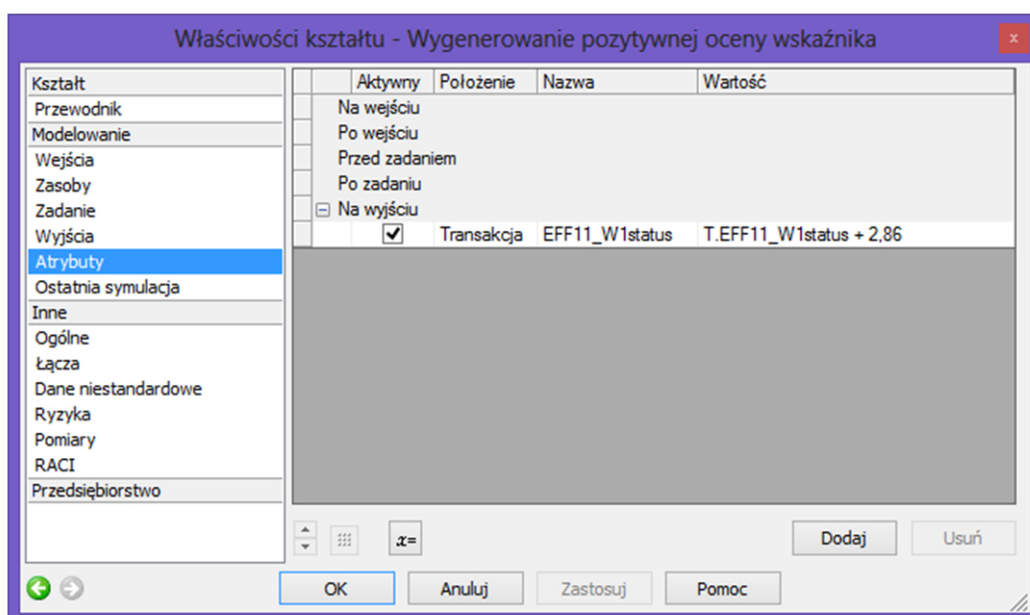 Właściwości kształtu - Wygenerowanie pozytywnej oceny wskaźnika
x
Kształt
Przewodnik
Modelowanie
Wejścia
Zasoby
Zadanie
Wyjścia
Atrybuty
Ostatnia symulacja
Inne
Ogólne
Łącza
Dane niestandardowe
Ryzyka
Pomiary
RACI
Przedsiębiorstwo
Aktywny Położenie Nazwa Wartość
Na wejściu
Po wejściu
Przed zadaniem
Po zadaniu
Na wyjściu
Transakcja EFF11_W1status T.EFF11_W1status + 2,86
x=
Dodaj Usuń
OK Anuluj Zastosuj Pomoc